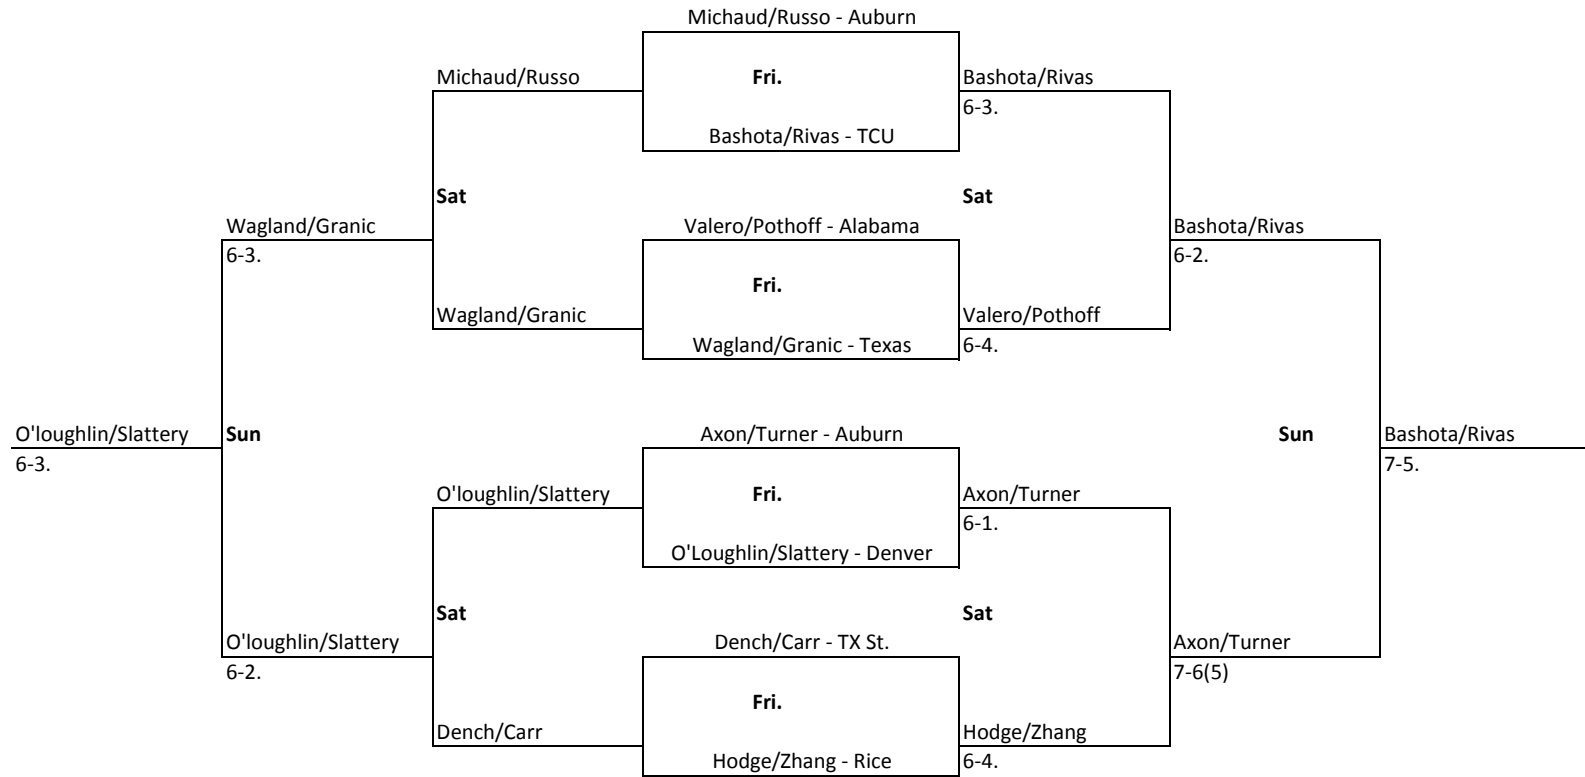 Michaud/Russo - Auburn
Michaud/Russo
Fri.
Bashota/Rivas
6-3.
Bashota/Rivas - TCU
Sat
Sat
Wagland/Granic
Valero/Pothoff - Alabama
Bashota/Rivas
6-3.
6-2.
Fri.
Wagland/Granic
Valero/Pothoff
Wagland/Granic - Texas
6-4.
O'loughlin/Slattery
Sun
Axon/Turner - Auburn
Sun
Bashota/Rivas
6-3.
7-5.
O'loughlin/Slattery
Fri.
Axon/Turner
6-1.
O'Loughlin/Slattery - Denver
Sat
Sat
O'loughlin/Slattery
Dench/Carr - TX St.
Axon/Turner
6-2.
7-6(5)
Fri.
Dench/Carr
Hodge/Zhang
Hodge/Zhang - Rice
6-4.